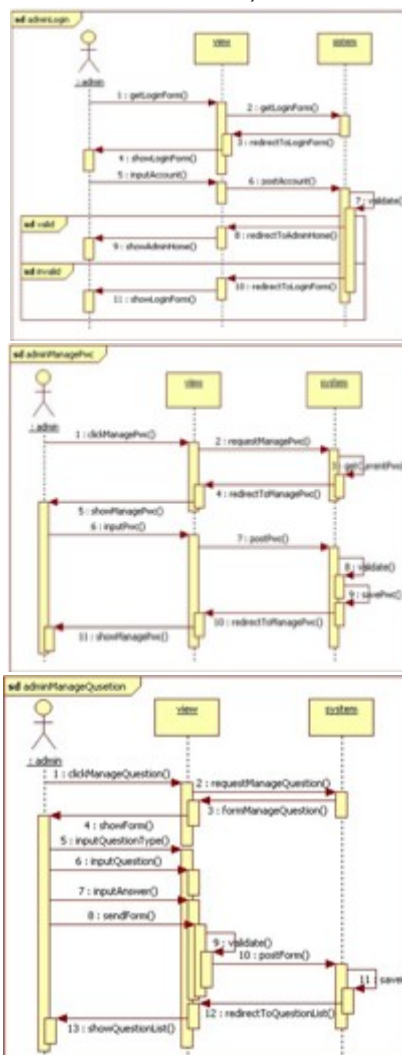 sd adminLogin
view
system
: admin
1 : getLoginForm()
2 : getLoginForm()
3 : redirectToLoginForm()
4 : showLoginForm()
5 : inputAccount()
6 : postAccount()
7 : validate()
sd valid
8 : redirectToAdminHome()
9 : showAdminHome()
sd invalid
10 : redirectToLoginForm()
11 : showLoginForm()
sd adminManagePwc
view
system
: admin
1 : clickManagePwc()
2 : requestManagePwc()
3 : getCurrentPwc
4 : redirectToManagePwc()
5 : showManagePwc()
6 : inputPwc()
7 : postPwc()
8 : validate()
9 : savePwc()
10 : redirectToManagePwc()
11 : showManagePwc()
sd adminManageQusetion
view
system
: admin
1 : clickManageQuestion()
2 : requestManageQuestion()
3 : formManageQuestion()
4 : showForm()
5 : inputQuestionType()
6 : inputQuestion()
7 : inputAnswer()
8 : sendForm()
9 : validate()
10 : postForm()
11 : save
12 : redirectToQuestionList()
13 : showQuestionList()